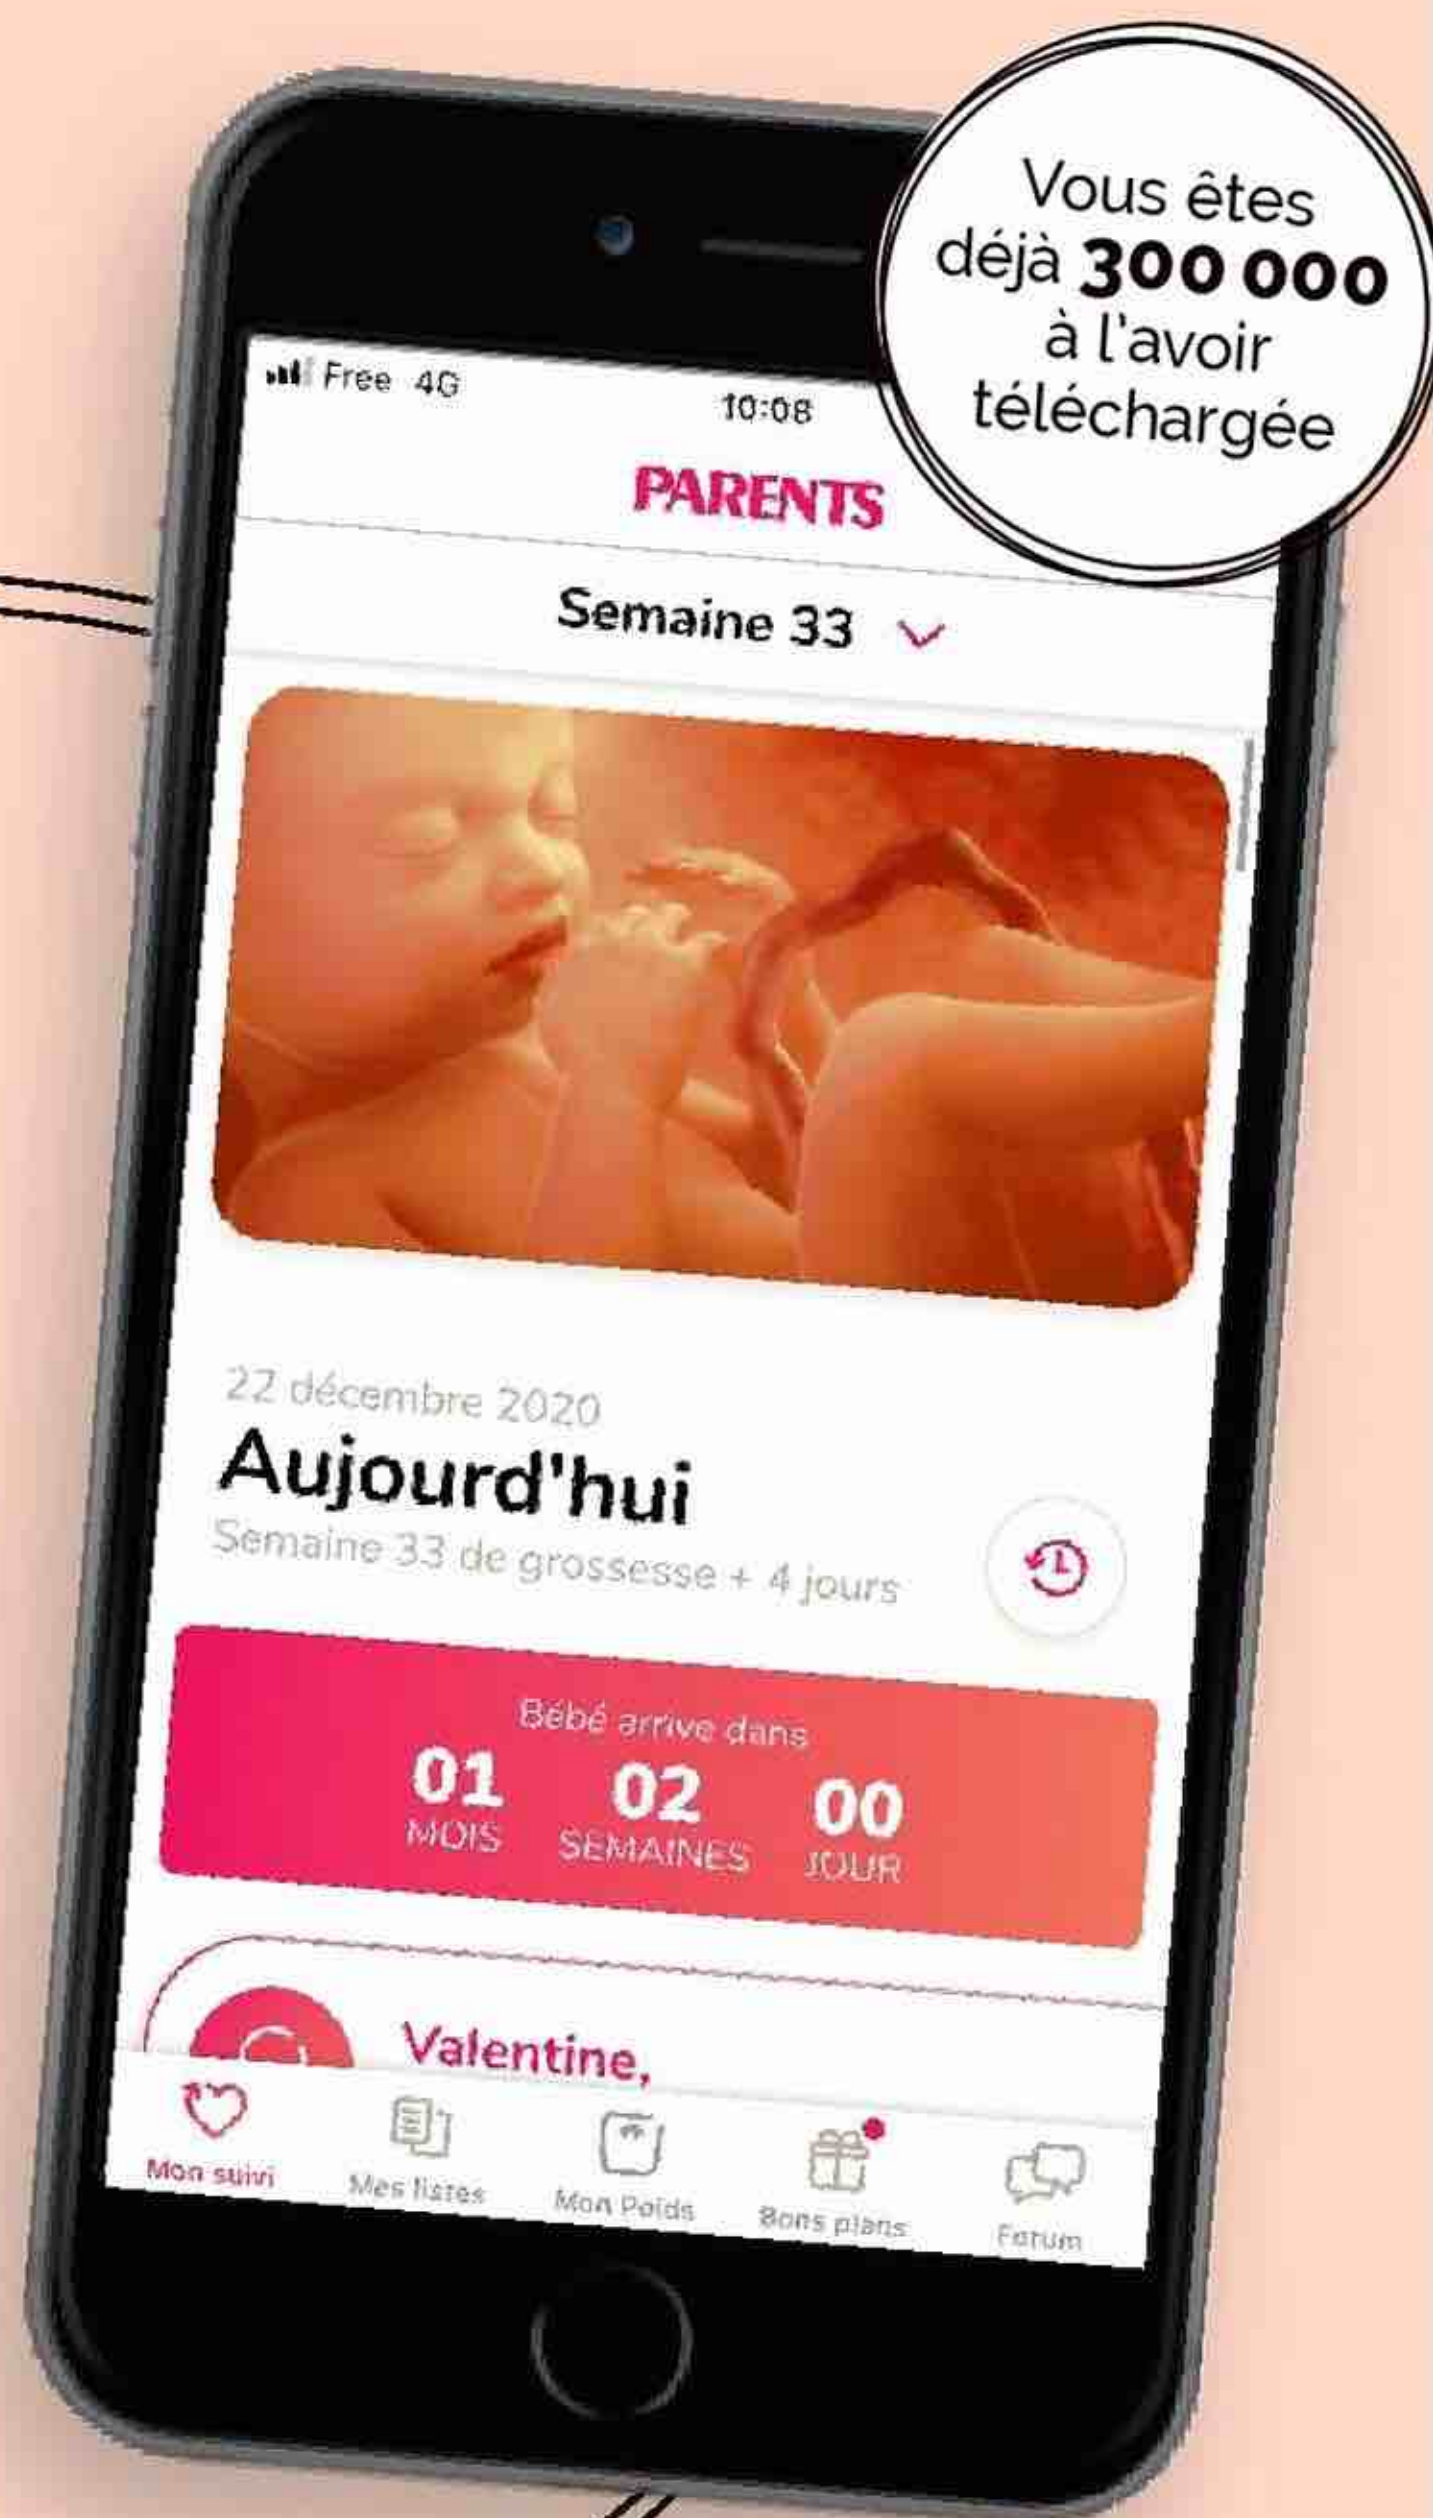 Vous êtes
déjà 300 000
à l'avoir
téléchargée
Free 4G
10:08
PARENTS
Semaine 33
22 décembre 2020
Aujourd'hui
Semaine 33 de grossesse + 4 jours
Bébé arrive dans
01 02 00
MOIS SEMAINES JOUR
Valentine,
Mon suivi Mes listes Mon Poids Bons plans Forum